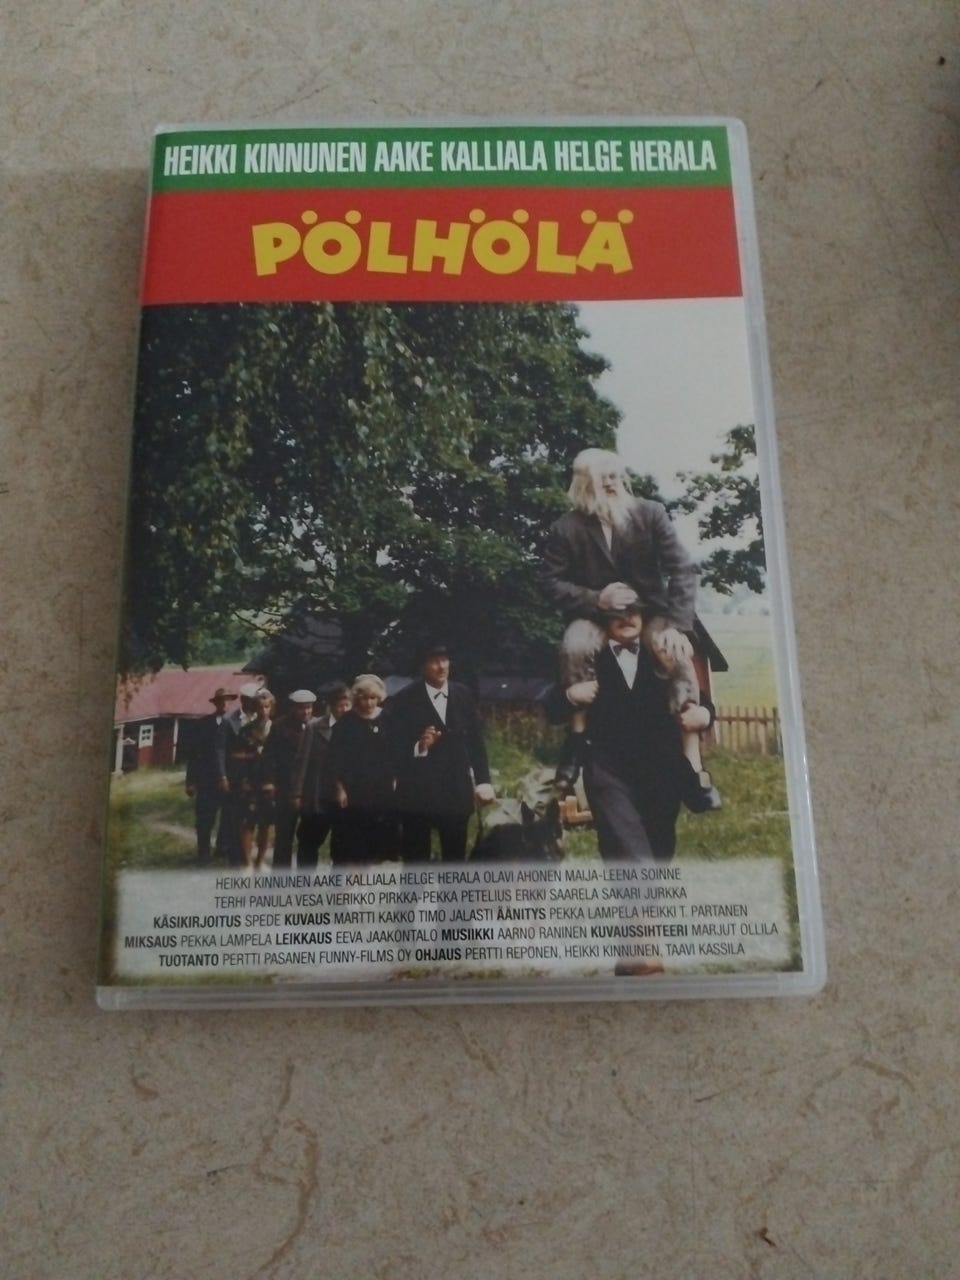 HEIKKI KINNUNEN AAKE KALLIALA HELGE HERALA
PÖLHÖLÄ
HEIKKI KINNUNEN AAKE KALLIALA HELGE HERALA OLAVI AHONEN MAIJA-LEENA SOINNE
TERHI PANULA VESA VIERIKKO PIRKKA-PEKKA PETELIUS ERKKI SAARELA SAKARI JURKKA
KÄSIKIRJOITUS SPEDE KUVAUS MARTTI KAKKO TIMO JALASTI ÄÄNITYS PEKKA LAMPELA HEIKKI T. PARTANEN
MIKSAUS PEKKA LAMPELA LEIKKAUS EEVA JAAKONTALO MUSIIKKI AARNO RANINEN KUVAUSSIHTEERI MARJUT OLLILA
TUOTANTO PERTTI PASANEN FUNNY-FILMS OY OHJAUS PERTTI REPONEN, HEIKKI KINNUNEN, TAAVI KASSILA